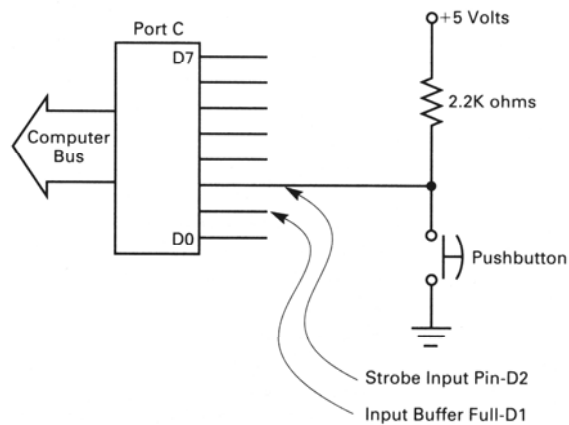 Port C
+5 Volts
D7
2.2K ohms
Computer
Bus
D0
Pushbutton
Strobe Input Pin-D2
Input Buffer Full-D1